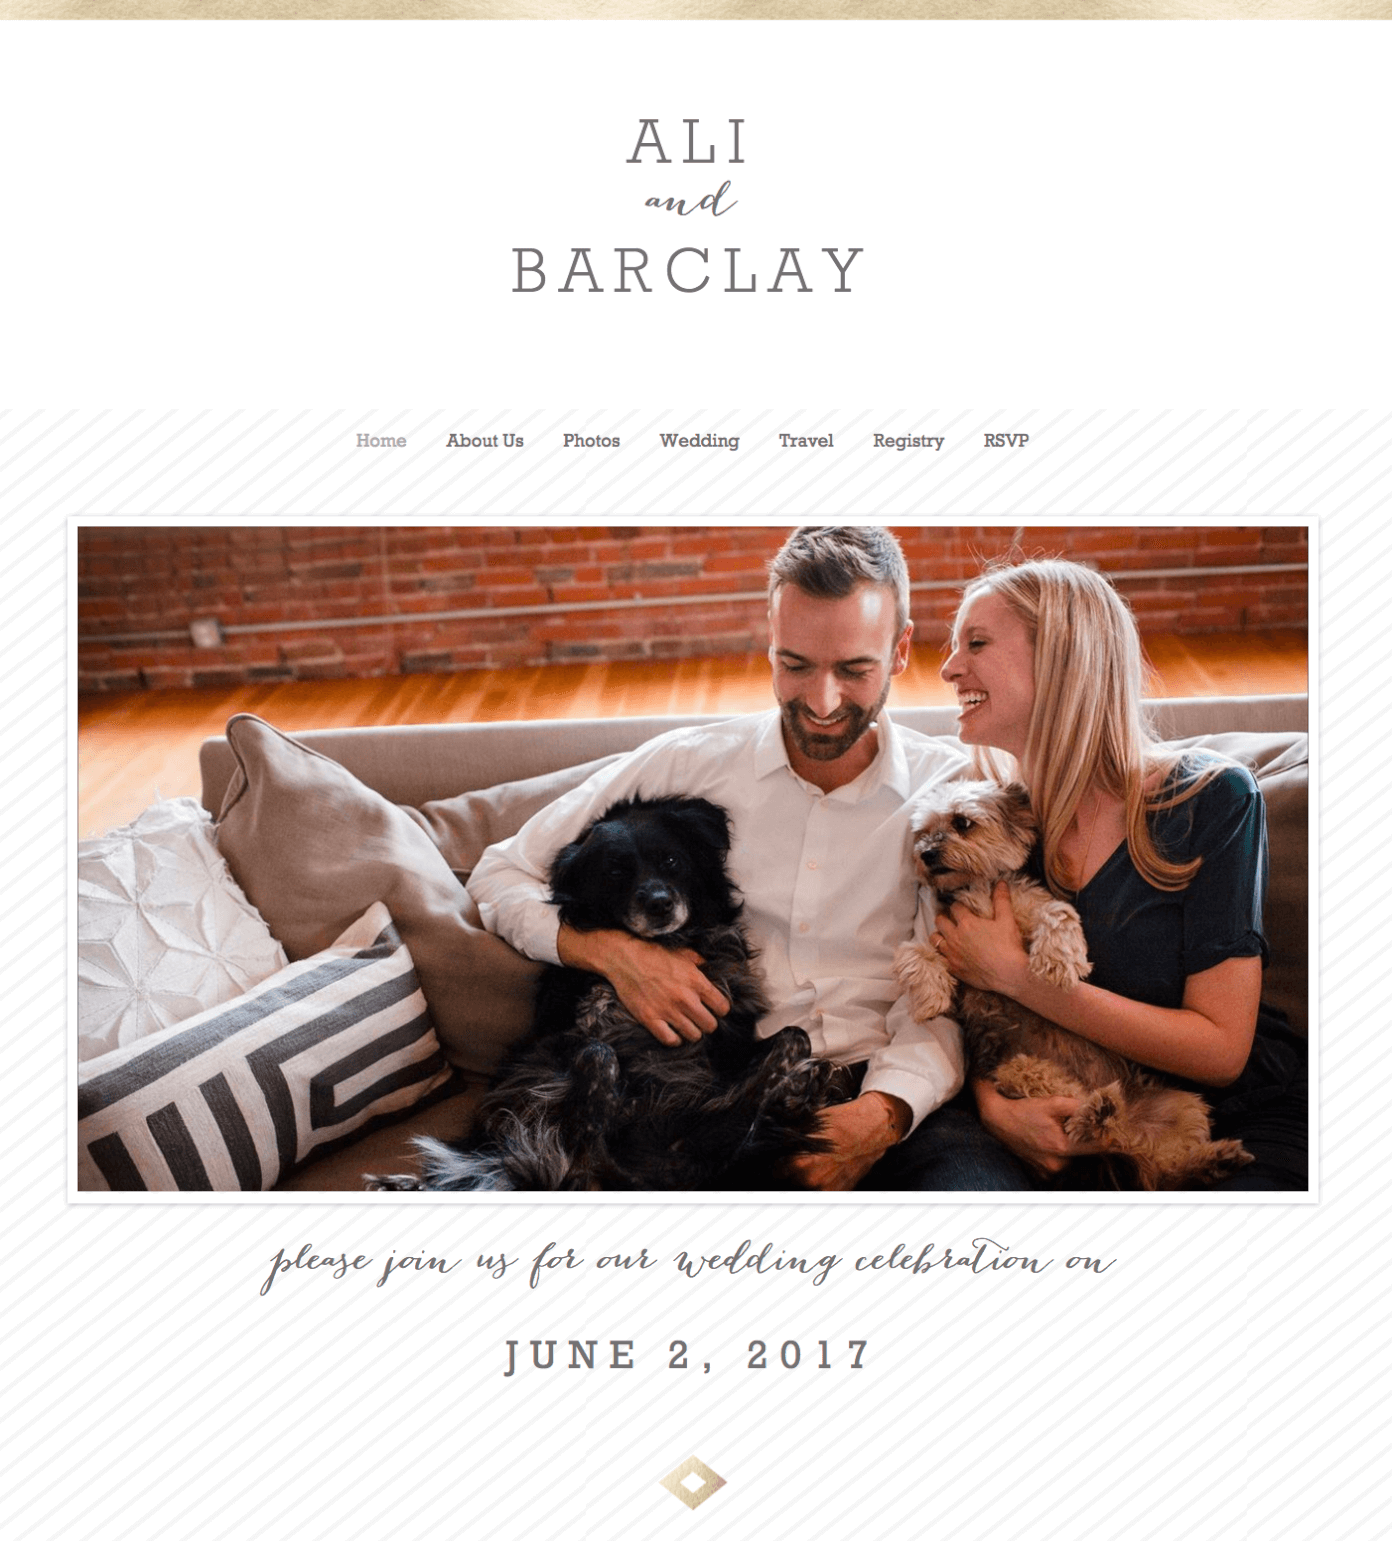 ALI
and
BARCLAY
Home About Us Photos Wedding Travel Registry RSVP
please join us for our wedding celebration on
JUNE 2, 2017